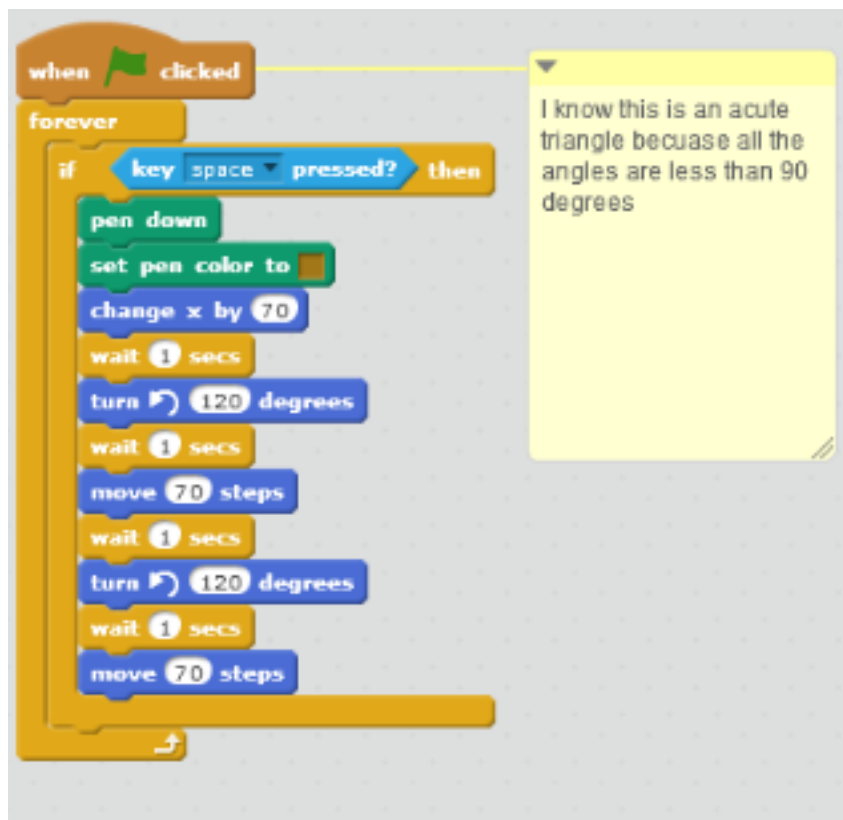 when clicked
forever
if key space pressed? then
pen down
set pen color to
change x by 70
wait 1 secs
turn 120 degrees
wait 1 secs
move 70 steps
wait 1 secs
turn 120 degrees
wait 1 secs
move 70 steps
I know this is an acute
triangle becuase all the
angles are less than 90
degrees